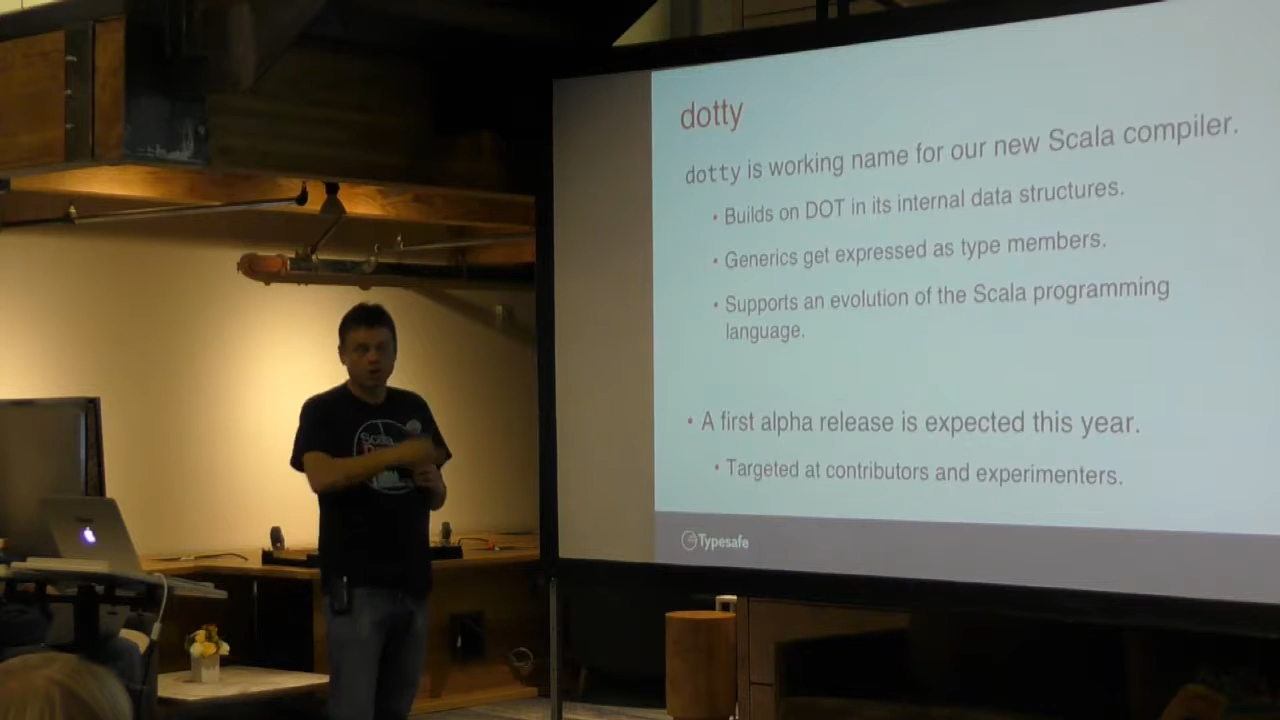 dotty
dotty is working name for our new Scala compiler.
• Builds on DOT in its internal data structures.
• Generics get expressed as type members.
• Supports an evolution of the Scala programming
language.
• A first alpha release is expected this year.
• Targeted at contributors and experimenters.
Typesafe
Scala